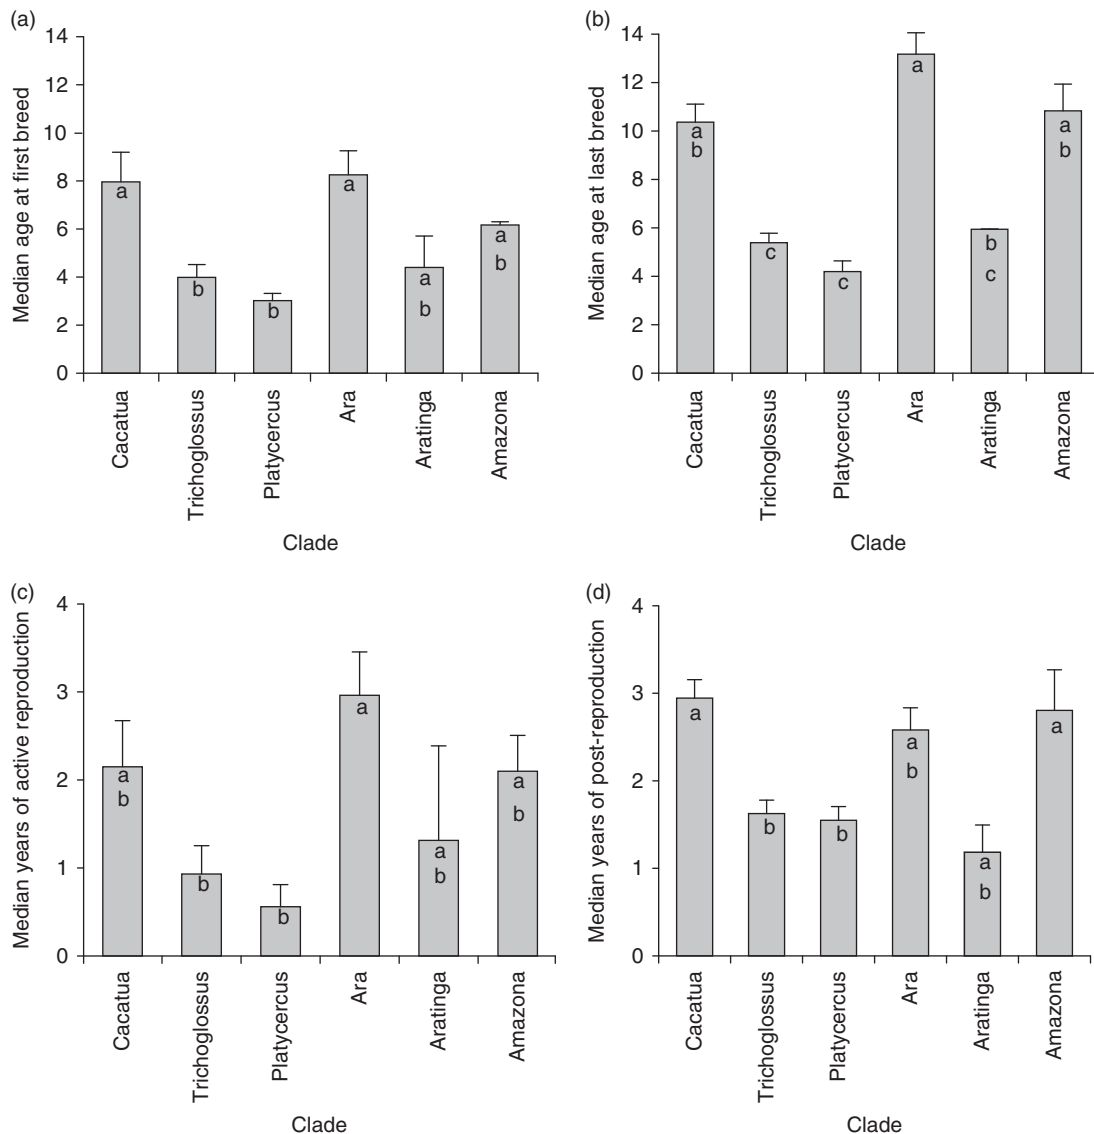 (a)
Median age at first breed
14
12
10
8
6
4
2
0
a
b
b
a
a
b
a
b
Cacatua
Trichoglossus
Platycercus
Ara
Aratinga
Amazona
Clade
(b)
Median age at last breed
14
12
10
8
6
4
2
0
a
b
c
c
a
b
c
a
b
Cacatua
Trichoglossus
Platycercus
Ara
Aratinga
Amazona
Clade
(c)
Median years of active reproduction
4
3
2
1
0
a
b
b
b
a
a
b
a
b
Cacatua
Trichoglossus
Platycercus
Ara
Aratinga
Amazona
Clade
(d)
Median years of post-reproduction
4
3
2
1
0
a
b
b
a
b
a
b
a
Cacatua
Trichoglossus
Platycercus
Ara
Aratinga
Amazona
Clade